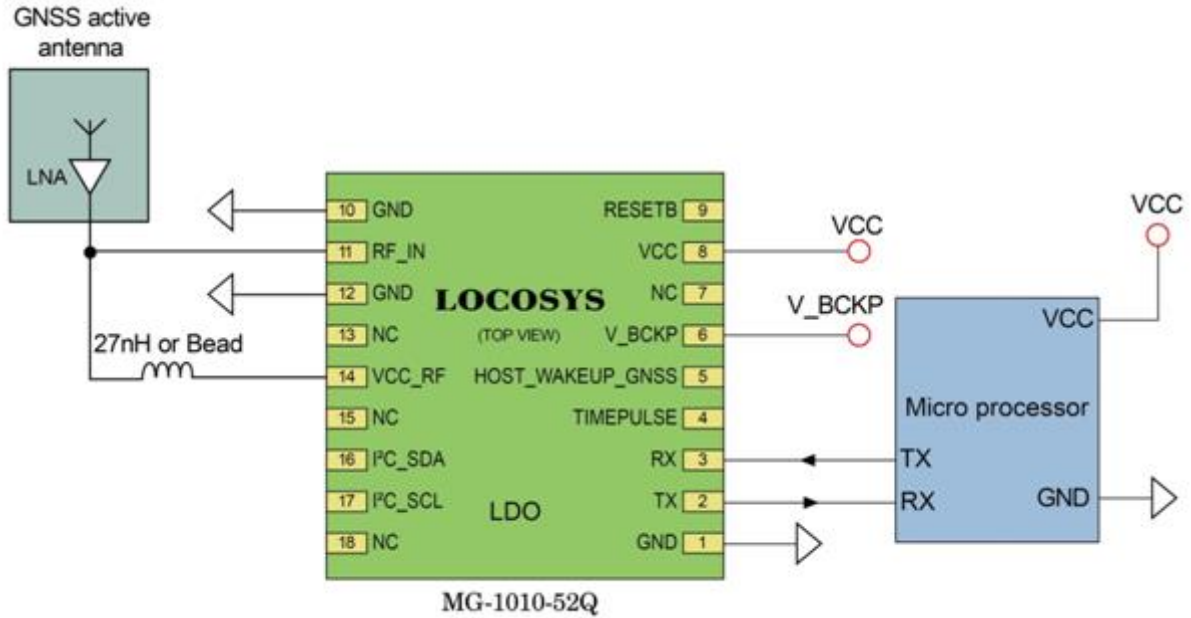 GNSS active
antenna
LNA
27nH or Bead
10 GND
11 RF_IN
12 GND
13 NC
14 VCC_RF
15 NC
16 I²C_SDA
17 I²C_SCL
18 NC
LOCOSYS
(TOP VIEW)
LDO
RESETB 9
VCC 8
NC 7
V_BCKP 6
HOST_WAKEUP_GNSS 5
TIMEPULSE 4
RX 3
TX 2
GND 1
MG-1010-52Q
VCC
V_BCKP
VCC
VCC
Micro processor
TX
RX
GND